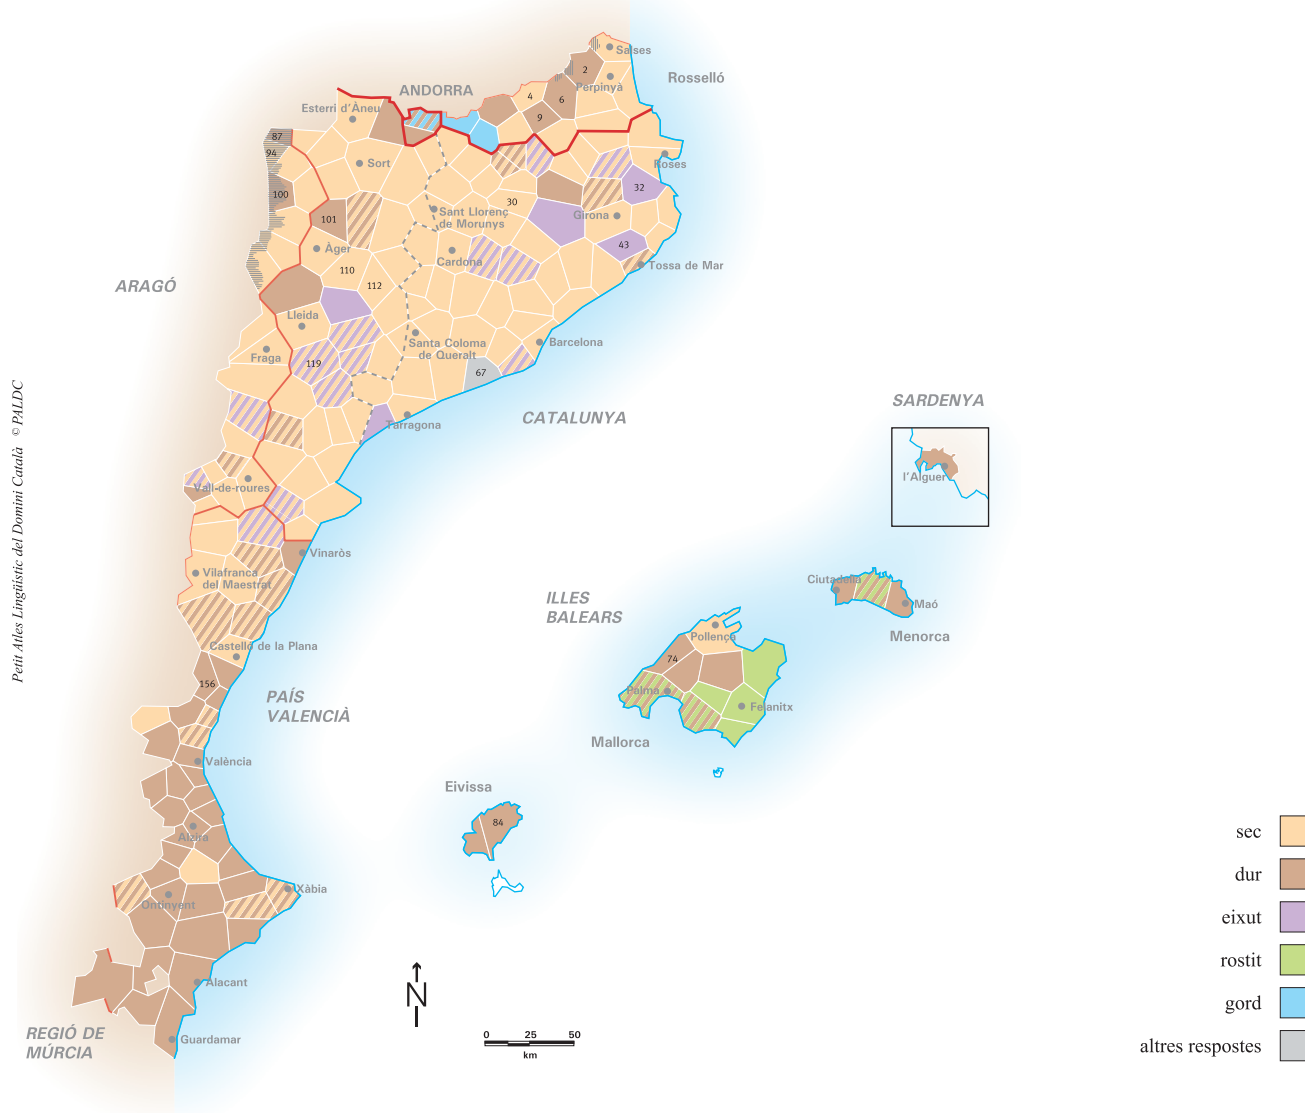 Salses
Rosselló
2
Perpinyà
ANDORRA
4
6
9
Esterri d'Àneu
87
94
Sort
Roses
100
32
30
101
Sant Llorenç
de Morunys
Girona
Àger
43
Cardona
Tossa de Mar
110
112
ARAGÓ
Lleida
Santa Coloma
de Queralt
Barcelona
Fraga
119
67
SARDENYA
CATALUNYA
Tarragona
l'Alguer
Vall-de-roures
Petit Atles Lingüístic del Domini Català ©PALDC
Vinaròs
Vilafranca
del Maestrat
Ciutadella
Maó
ILLES
BALEARS
Menorca
Pollença
Castelló de la Plana
74
156
Palma
PAÍS
VALENCIÀ
Felanitx
Mallorca
València
Eivissa
84
Alzira
Xàbia
Ontinyent
Alacant
N
REGIÓ DE
MÚRCIA
Guardamar
0 25 50
km
sec
dur
eixut
rostit
gord
altres respostes